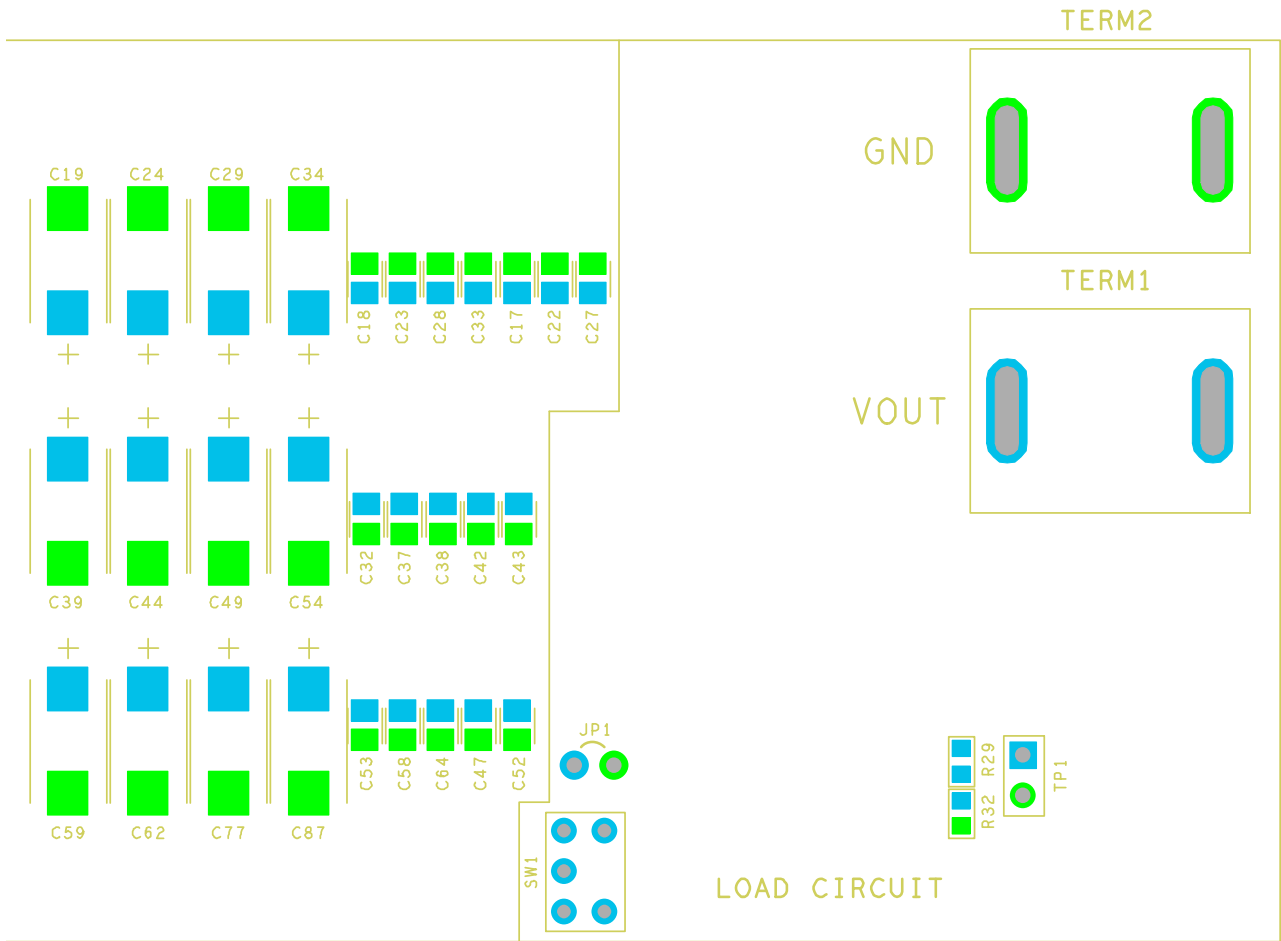 TERM2
GND
C19 C24 C29 C34
TERM1
C18 C23 C28 C33 C17 C22 C27
+ + + +
VOUT
+ + + +
C32 C37 C38 C42 C43
C39 C44 C49 C54
+ + + +
JP1
C53 C58 C64 C47 C52
R29
TP1
R32
C59 C62 C77 C87
SW1
LOAD CIRCUIT